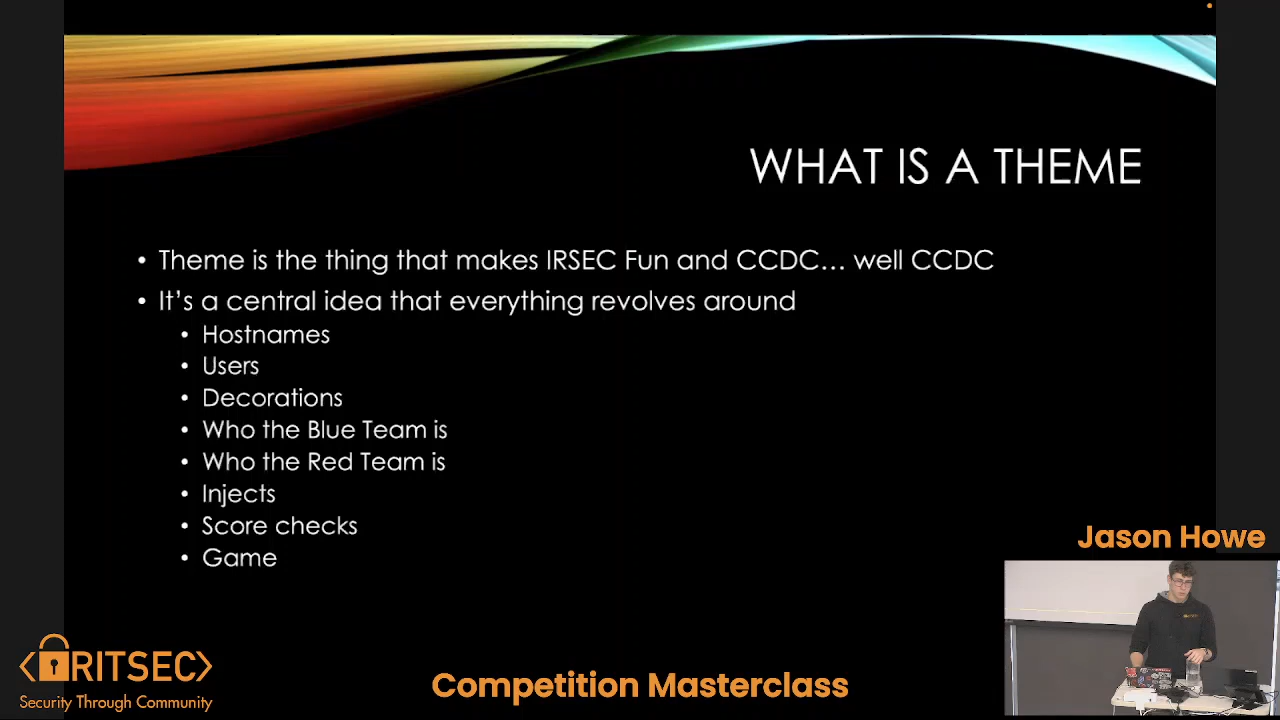 WHAT IS A THEME
• Theme is the thing that makes IRSEC Fun and CCDC… well CCDC
• It’s a central idea that everything revolves around
• Hostnames
• Users
• Decorations
• Who the Blue Team is
• Who the Red Team is
• Injects
• Score checks
• Game
Jason Howe
RITSEC
Security Through Community
Competition Masterclass